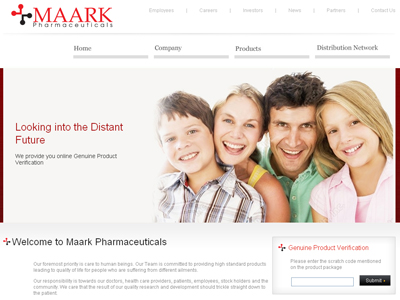 MAARK
Pharmaceuticals
Employees | Careers | Investors | News | Partners | Contact Us
Home Company Products Distribution Network
Looking into the Distant
Future
We provide you online Genuine Product
Verification
Welcome to Maark Pharmaceuticals
Our foremost priority is care to human beings. Our Team is committed to providing high standard products
leading to quality of life for people who are suffering from different ailments.
Our responsibility is towards our doctors, health care providers, patients, employees, stock holders and the
community. We care that the result of our quality research and development should trickle straight down to
the patient.
Genuine Product Verification
Please enter the scratch code mentioned
on the product package
Submit